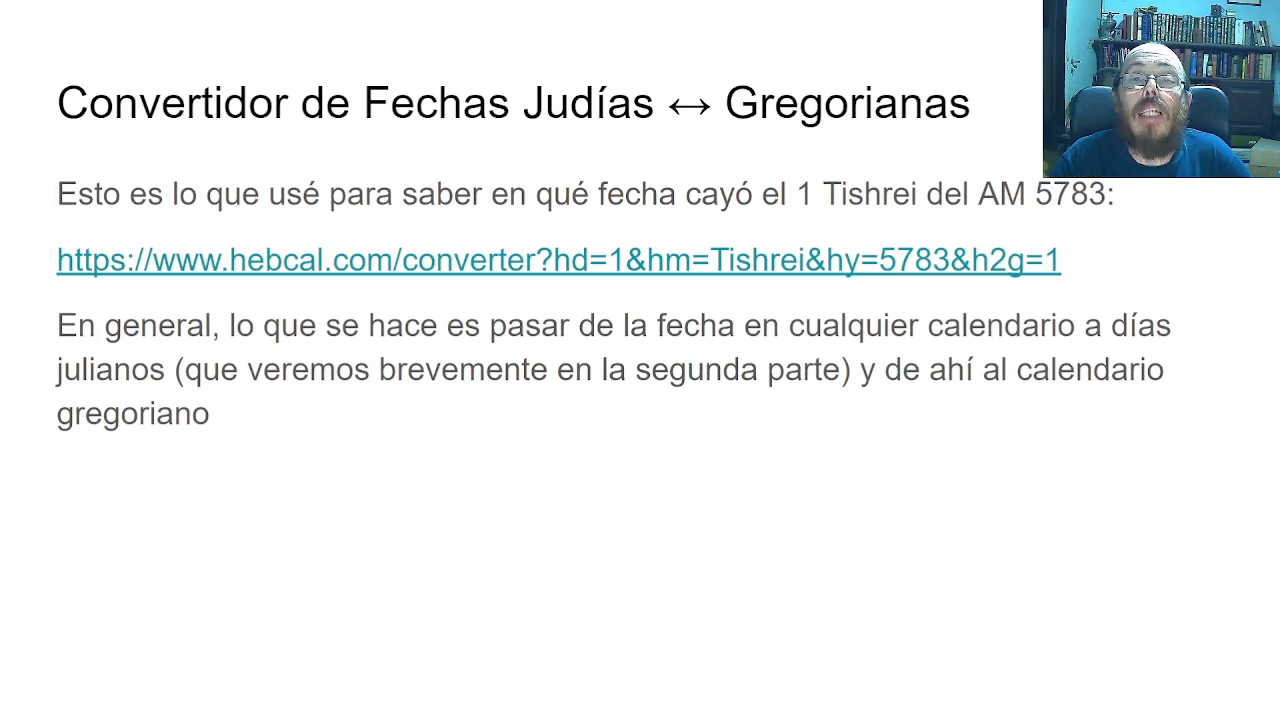 Convertidor de Fechas Judías ↔ Gregorianas
Esto es lo que usé para saber en qué fecha cayó el 1 Tishrei del AM 5783:
https://www.hebcal.com/converter?hd=1&hm=Tishrei&hy=5783&h2g=1
En general, lo que se hace es pasar de la fecha en cualquier calendario a días
julianos (que veremos brevemente en la segunda parte) y de ahí al calendario
gregoriano